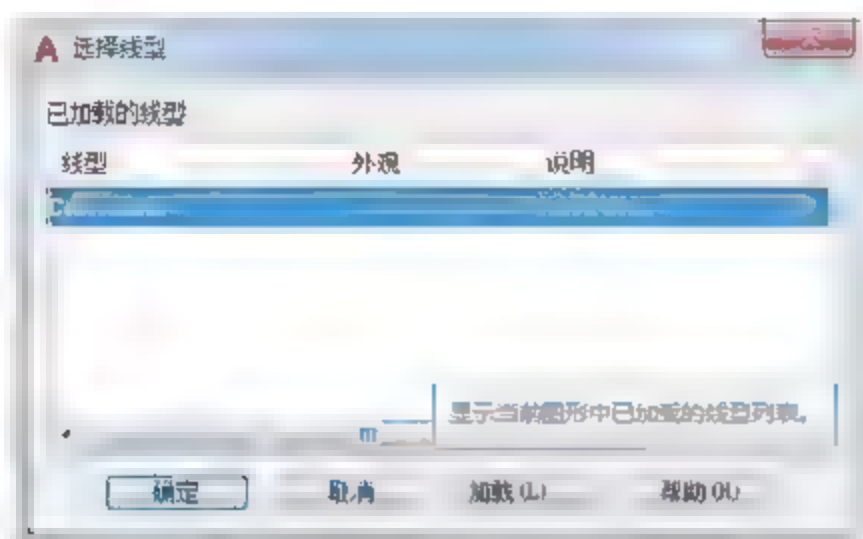 A 选择线型
已加载的线型
线型 外观 说明
显示当前图形中已加载的线型列表。
确定 取消 加载(L) 帮助(H)